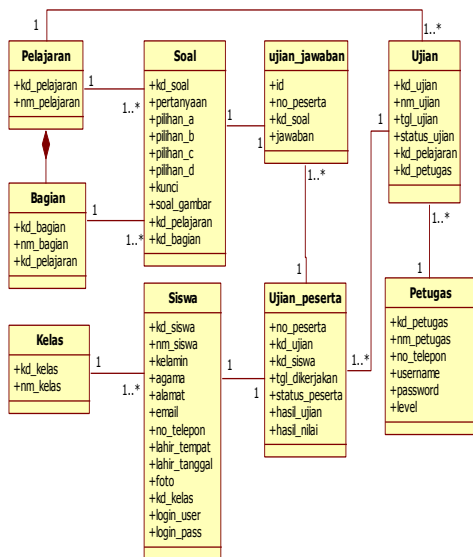 1
1..*
Pelajaran
+kd_pelajaran
+nm_pelajaran
1
1..*
Soal
+kd_soal
+pertanyaan
+pilihan_a
+pilihan_b
+pilihan_c
+pilihan_d
+kunci
+soal_gambar
+kd_pelajaran
+kd_bagian
1
1
ujian_jawaban
+id
+no_peserta
+kd_soal
+jawaban
1..*
1
Ujian
+kd_ujian
+nm_ujian
+tgl_ujian
+status_ujian
+kd_pelajaran
+kd_petugas
1
1..*
1..*
1
Bagian
+kd_bagian
+nm_bagian
+kd_pelajaran
1
1..*
Kelas
+kd_kelas
+nm_kelas
1
1..*
Siswa
+kd_siswa
+nm_siswa
+kelamin
+agama
+alamat
+email
+no_telepon
+lahir_tempat
+lahir_tanggal
+foto
+kd_kelas
+login_user
+login_pass
1
1
Ujian_peserta
+no_peserta
+kd_ujian
+kd_siswa
+tgl_dikerjakan
+status_peserta
+hasil_ujian
+hasil_nilai
Petugas
+kd_petugas
+nm_petugas
+no_telepon
+username
+password
+level